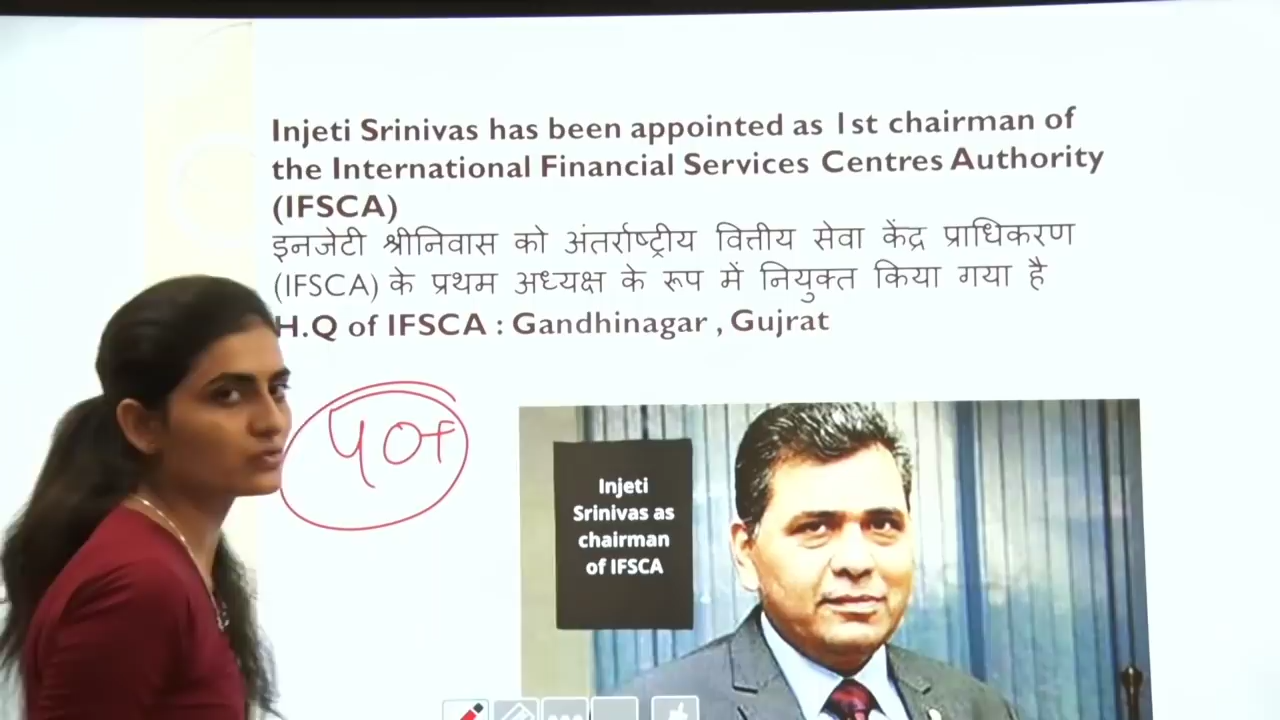 Injeti Srinivas has been appointed as 1st chairman of
the International Financial Services Centres Authority
(IFSCA)
इनजेटी श्रीनिवास को अंतर्राष्ट्रीय वित्तीय सेवा केंद्र प्राधिकरण
(IFSCA) के प्रथम अध्यक्ष के रूप में नियुक्त किया गया है
H.Q of IFSCA : Gandhinagar , Gujrat
Injeti
Srinivas as
chairman
of IFSCA